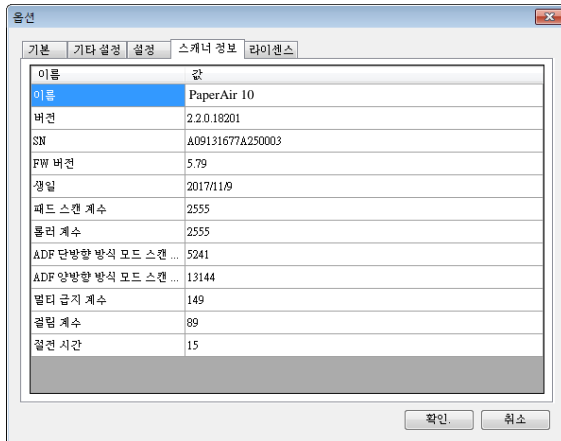 옵션
기본 기타 설정 설정 스캐너 정보 라이센스
이름 값
이름 PaperAir 10
버전 2.2.0.18201
SN A09131677A250003
FW 버전 5.79
생일 2017/11/9
패드 스캔 계수 2555
롤러 계수 2555
ADF 단방향 방식 모드 스캔 ... 5241
ADF 양방향 방식 모드 스캔 ... 13144
멀티 급지 계수 149
걸림 계수 89
절전 시간 15
확인. 취소